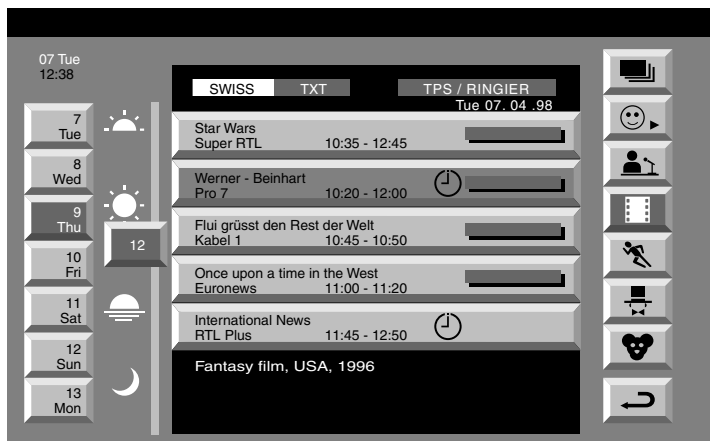 07 Tue
12:38
SWISS TXT TPS / RINGIER
Tue 07. 04 .98
7
Tue
8
Wed
9
Thu
10
Fri
11
Sat
12
Sun
13
Mon
12
Star Wars
Super RTL 10:35 - 12:45
Werner - Beinhart
Pro 7 10:20 - 12:00
Flui grüsst den Rest der Welt
Kabel 1 10:45 - 10:50
Once upon a time in the West
Euronews 11:00 - 11:20
International News
RTL Plus 11:45 - 12:50
Fantasy film, USA, 1996